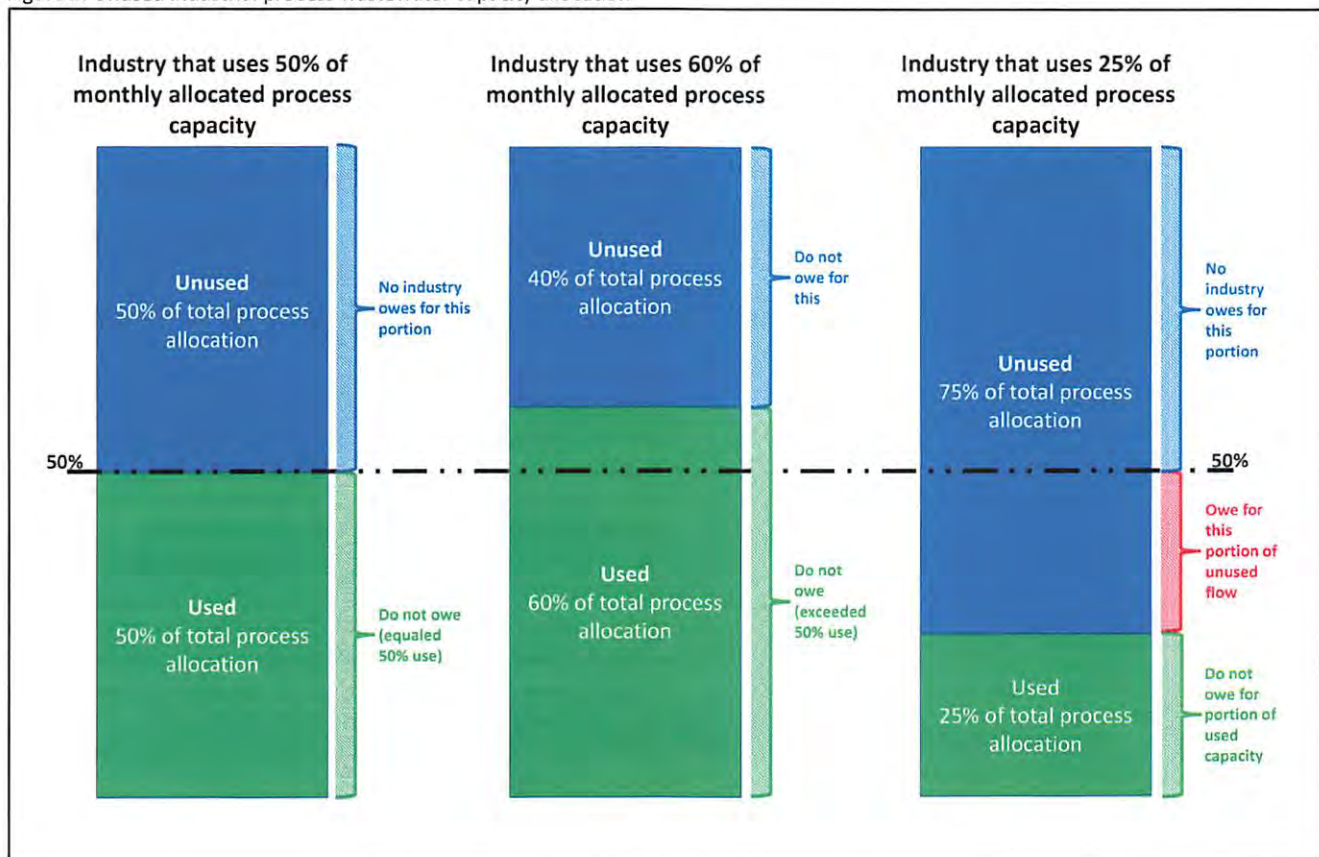 Industry that uses 50% of
monthly allocated process
capacity
Unused
50% of total process
allocation
No industry
owes for this
portion
50%
Used
50% of total process
allocation
Do not owe
(equaled
50% use)
Industry that uses 60% of
monthly allocated process
capacity
Unused
40% of total process
allocation
Do not
owe for
this
Used
60% of total process
allocation
Do not
owe
(exceeded
50% use)
Industry that uses 25% of
monthly allocated process
capacity
Unused
75% of total process
allocation
No
industry
owes for
this
portion
50%
Owe for
this
portion of
unused
flow
Used
25% of total process
allocation
Do not
owe for
portion of
used
capacity